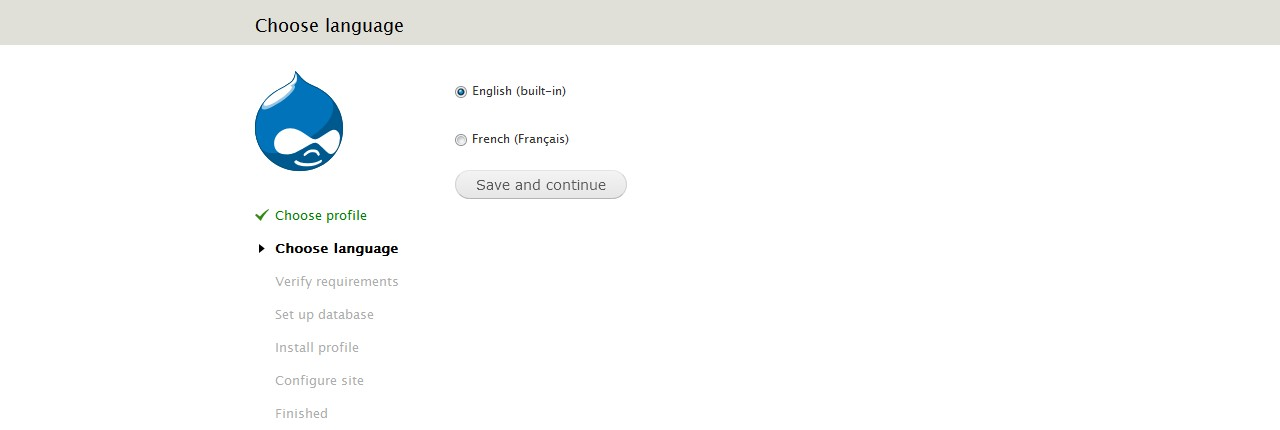 Choose language
English (built-in)
French (Français)
Save and continue
Choose profile
Choose language
Verify requirements
Set up database
Install profile
Configure site
Finished